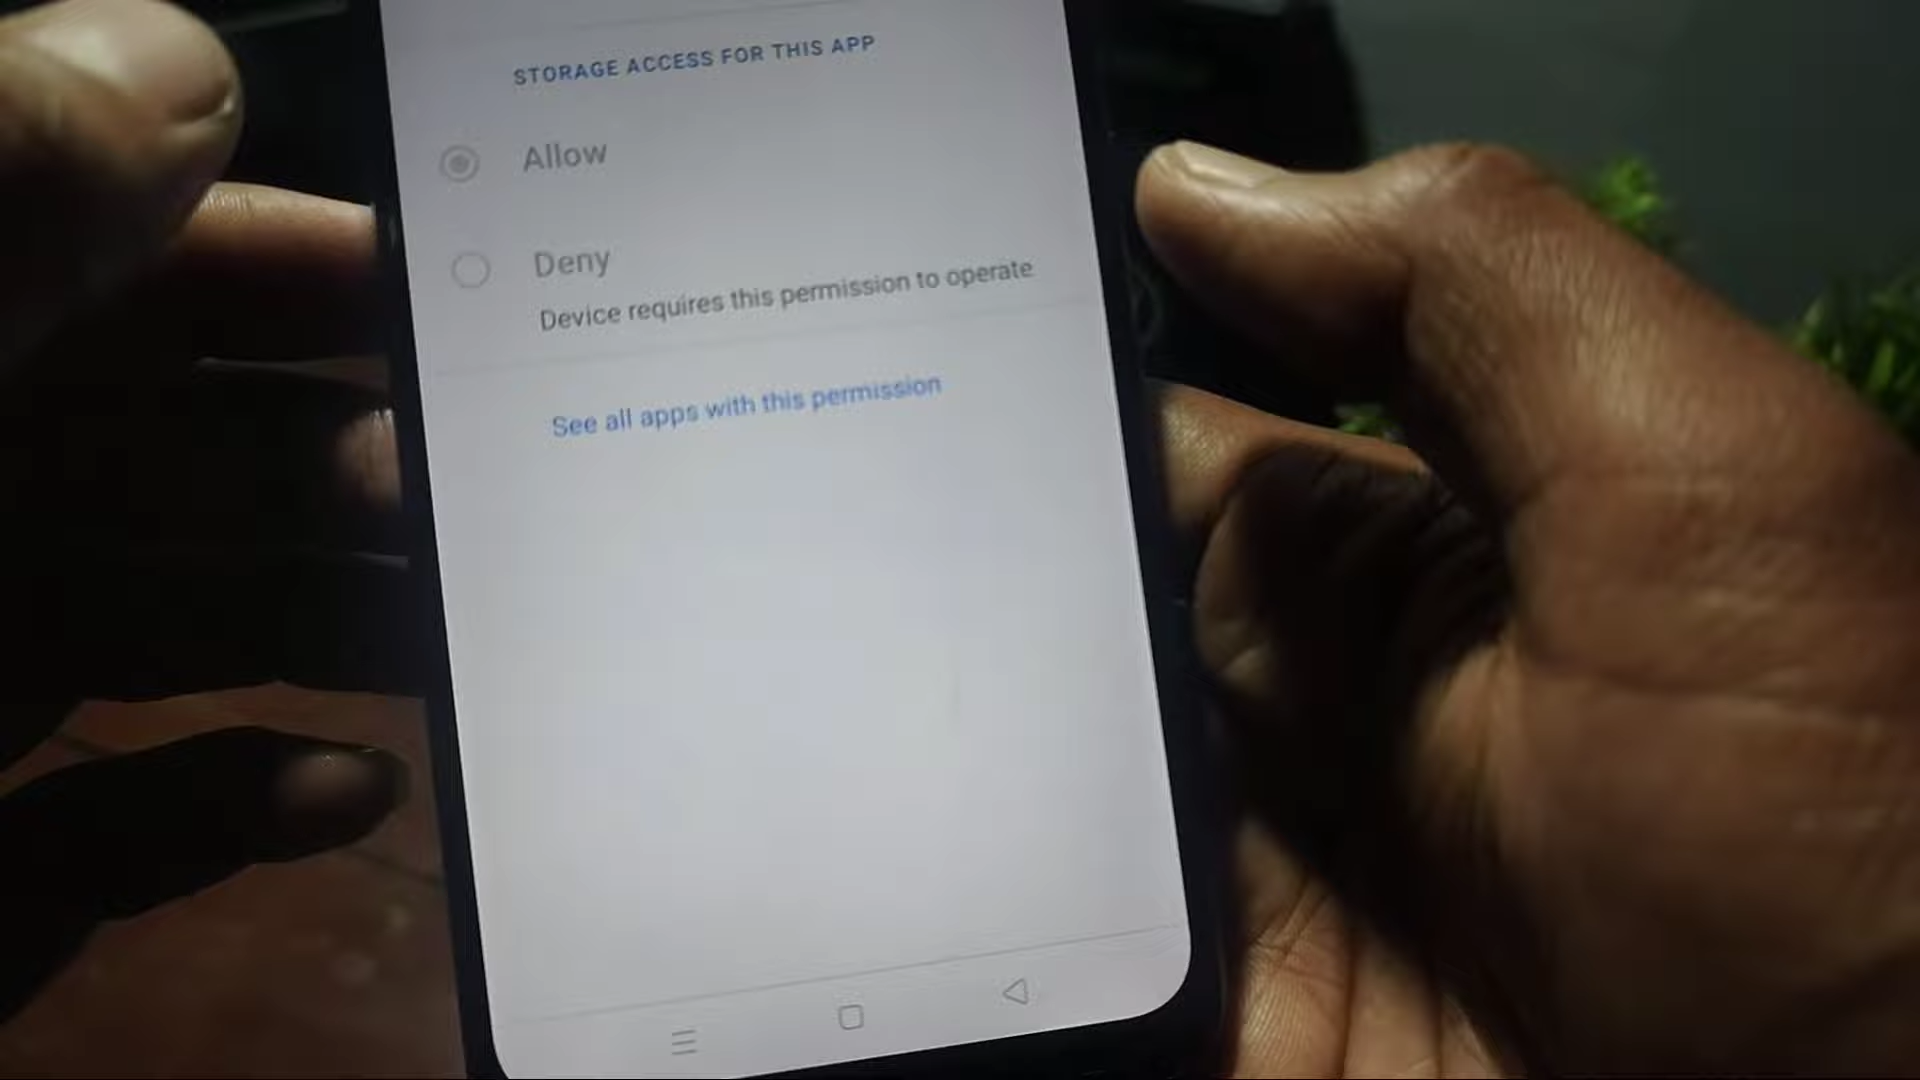 STORAGE ACCESS FOR THIS APP
Allow
Deny
Device requires this permission to operate
See all apps with this permission